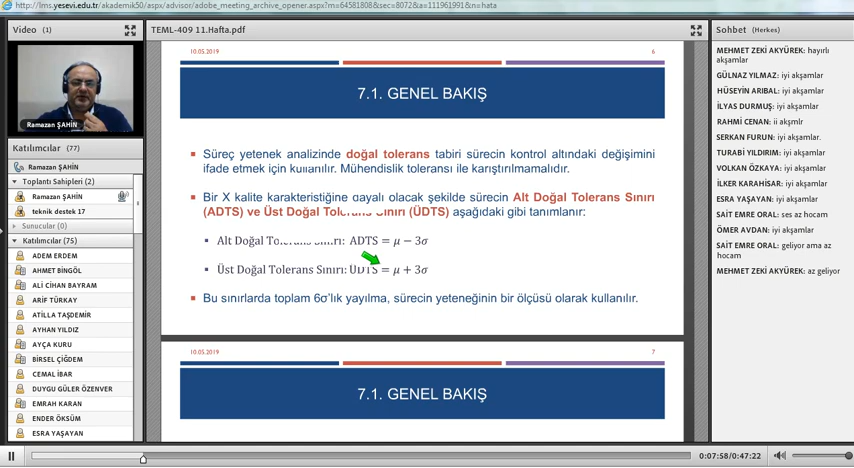 http://lms.yesevi.edu.tr/akademik50/aspx/advisor/adobe_meeting_archive_opener.aspx?m=64581808&sec=8072&a=111961991&n=hata
Video (1)
Ramazan ŞAHİN
Katılımcılar (77)
Ramazan ŞAHİN
Toplantı Sahipleri (2)
Ramazan ŞAHİN
teknik destek 17
Sunucular (0)
Katılımcılar (75)
ADEM ERDEM
AHMET BİNGÖL
ALİ CİHAN BAYRAM
ARİF TÜRKAY
ATİLLA TAŞDEMİR
AYHAN YILDIZ
AYÇA KURU
BİRSEL ÇİĞDEM
CEMAL İBAR
DUYGU GÜLER ÖZENVER
EMRAH KARAN
ENDER ÖKSÜM
ESRA YAŞAYAN
TEML-409 11.Hafta.pdf
10.05.2019
6
7.1. GENEL BAKIŞ
Süreç yetenek analizinde doğal tolerans tabiri sürecin kontrol altındaki değişimini
ifade etmek için kullanılır. Mühendislik toleransı ile karıştırılmamalıdır.
Bir X kalite karakteristiğine dayalı olacak şekilde sürecin Alt Doğal Tolerans Sınırı
(ADTS) ve Üst Doğal Tolerans Sınırı (ÜDTS) aşağıdaki gibi tanımlanır:
Alt Doğal Tolerans Sınırı: ADTS = μ − 3σ
Üst Doğal Tolerans Sınırı: ÜDTS = μ + 3σ
Bu sınırlarda toplam 6σ'lık yayılma, sürecin yeteneğinin bir ölçüsü olarak kullanılır.
10.05.2019
7
7.1. GENEL BAKIŞ
Sohbet (Herkes)
MEHMET ZEKİ AKYÜREK: hayırlı
akşamlar
GÜLNAZ YILMAZ: iyi akşamlar
HÜSEYİN ARIBAL: iyi akşamlar
İLYAS DURMUŞ: iyi akşamlar
RAHMİ CENAN: ii akşmlr
SERKAN FURUN: iyi akşamlar.
TURABİ YILDIRIM: iyi akşamlar
VOLKAN ÖZKAYA: iyi akşamlar
İLKER KARAHİSAR: iyi akşamlar
ESRA YAŞAYAN: iyi akşamlar
SAİT EMRE ORAL: ses az hocam
ÖMER AVDAN: iyi akşamlar
SAİT EMRE ORAL: geliyor ama az
hocam
MEHMET ZEKİ AKYÜREK: az geliyor
0:07:58/0:47:22